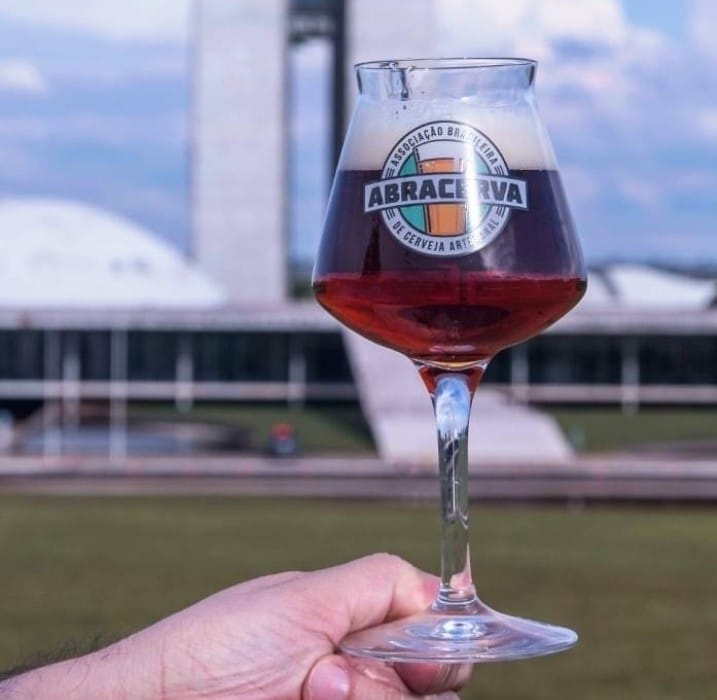 ASSOCIAÇÃO BRASILEIRA
ABRACERVA
DE CERVEJA ARTESANAL